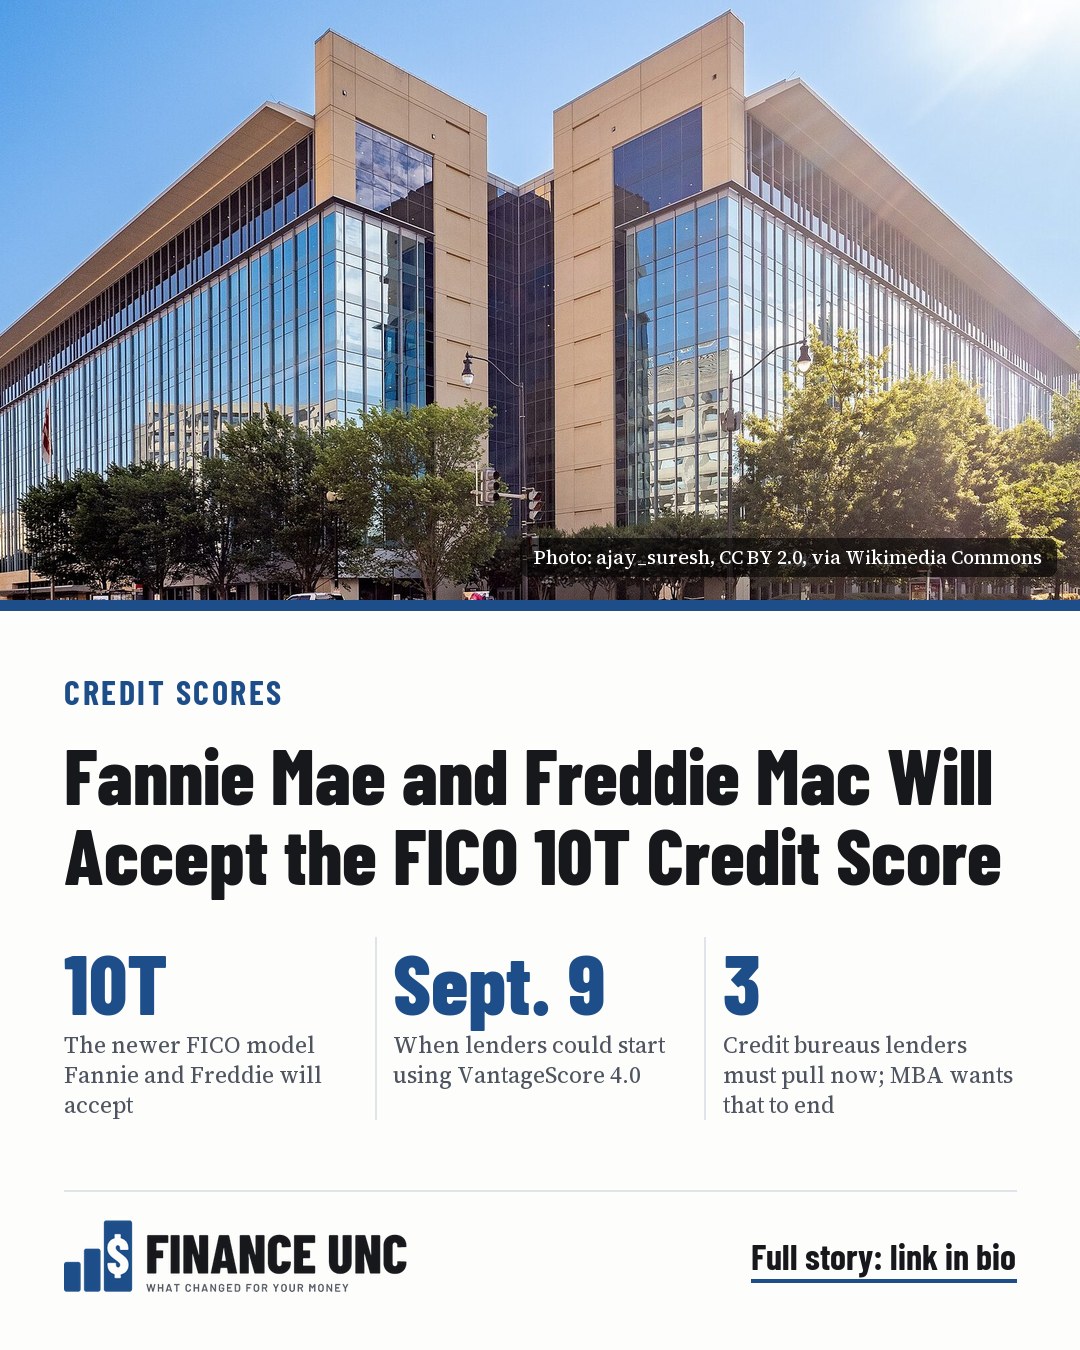 Photo: ajay_suresh, CC BY 2.0, via Wikimedia Commons
CREDIT SCORES
Fannie Mae and Freddie Mac Will
Accept the FICO 10T Credit Score
10T
The newer FICO model
Fannie and Freddie will
accept
Sept. 9
When lenders could start
using VantageScore 4.0
3
Credit bureaus lenders
must pull now; MBA wants
that to end
$ FINANCE UNC
WHAT CHANGED FOR YOUR MONEY
Full story: link in bio